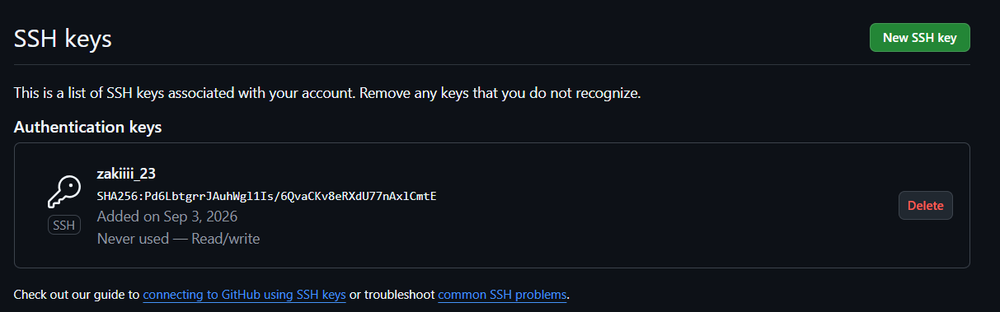 SSH keys
New SSH key
This is a list of SSH keys associated with your account. Remove any keys that you do not recognize.
Authentication keys
zakiiii_23
SHA256:Pd6LbtgrrJAuhWgl1Is/6QvaCKv8eRXdU77nAxlCmtE
SSH
Added on Sep 3, 2026
Never used — Read/write
Delete
Check out our guide to connecting to GitHub using SSH keys or troubleshoot common SSH problems.